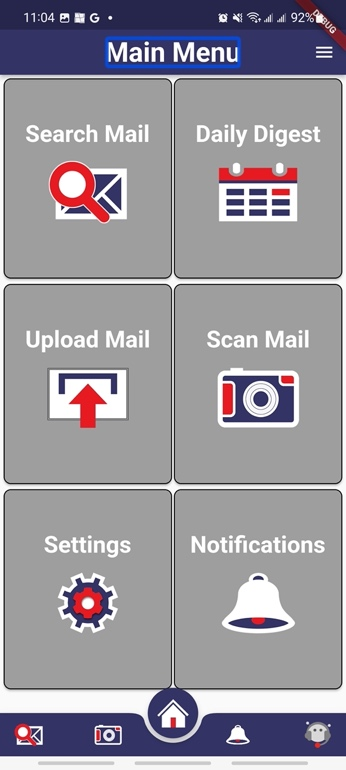 11:04 G 92%
DEBUG
Main Menu
Search Mail
Daily Digest
Upload Mail
Scan Mail
Settings
Notifications